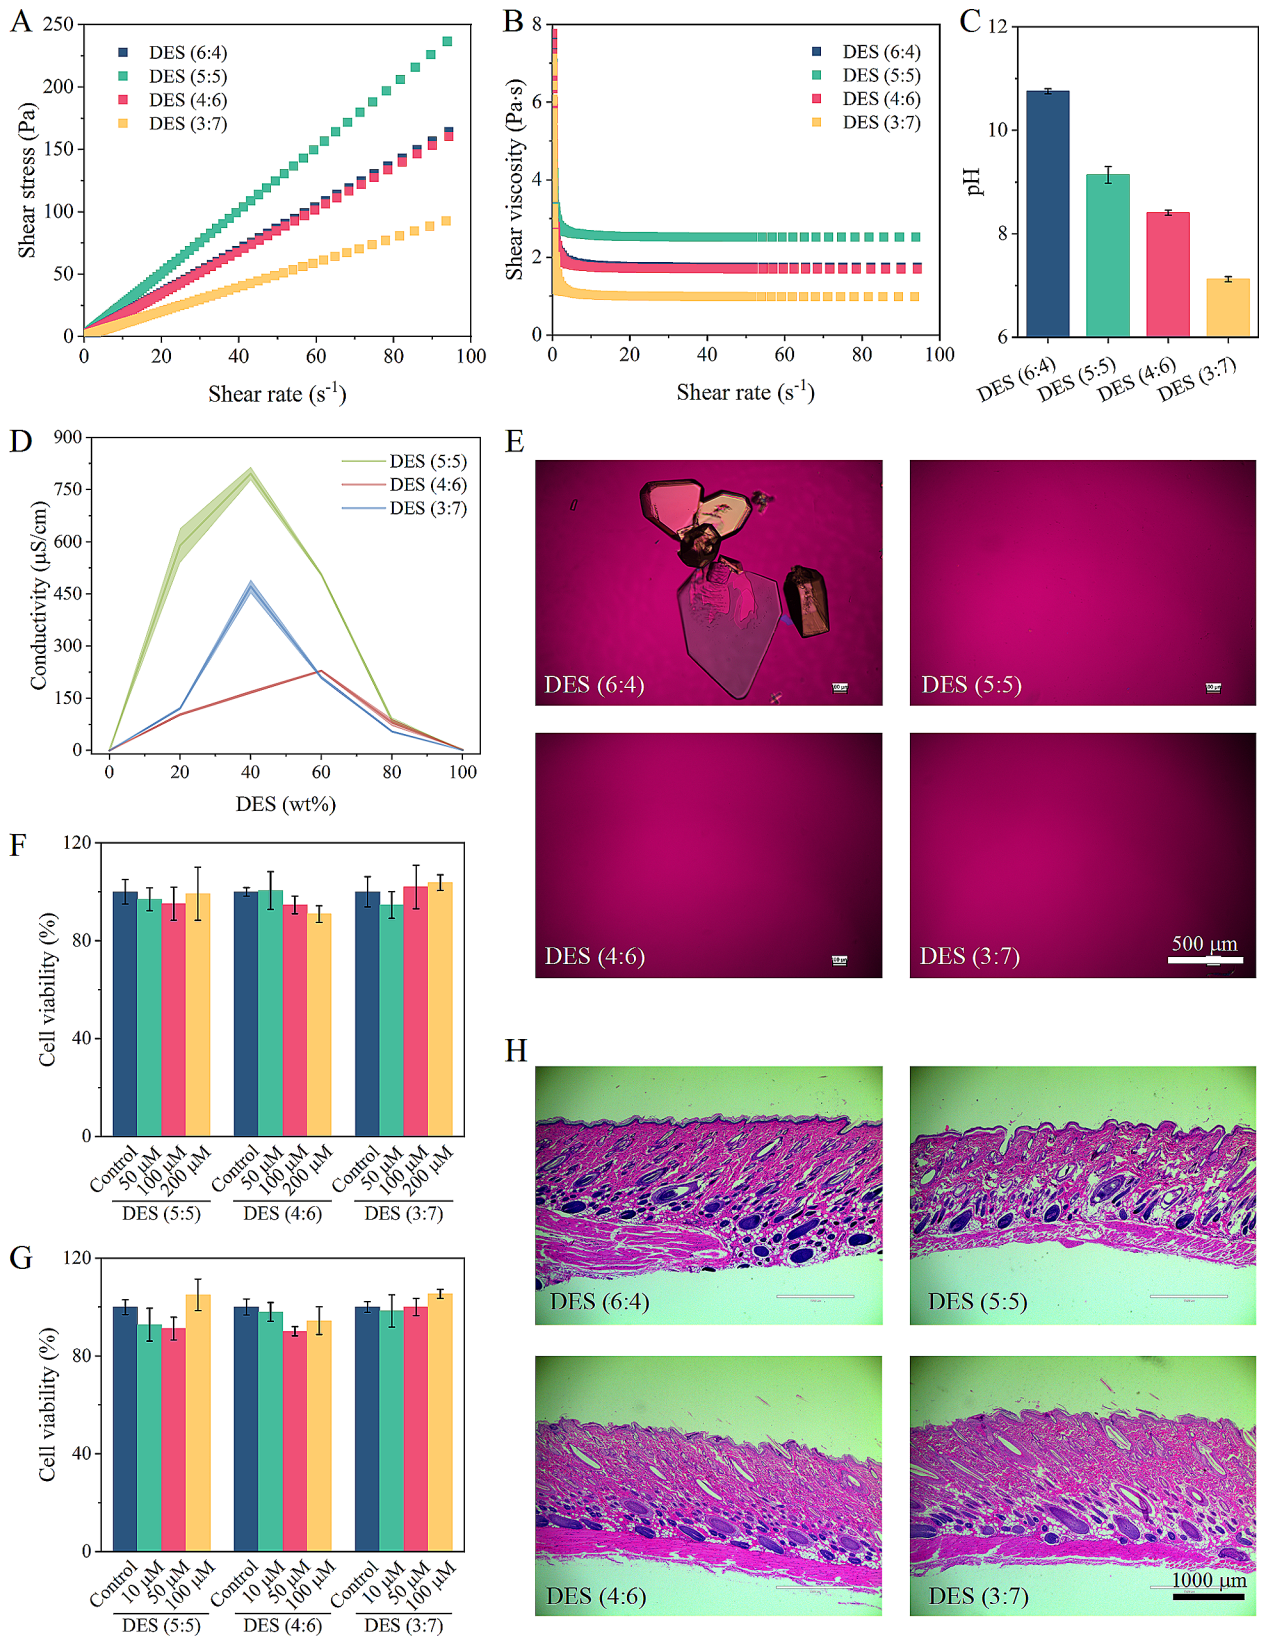 A
250
200
150
100
50
0
Shear stress (Pa)
DES (6:4)
DES (5:5)
DES (4:6)
DES (3:7)
0 20 40 60 80 100
Shear rate (s⁻¹)
B
8
6
4
2
0
Shear viscosity (Pa·s)
DES (6:4)
DES (5:5)
DES (4:6)
DES (3:7)
0 20 40 60 80 100
Shear rate (s⁻¹)
C
12
10
8
6
pH
DES (6:4)
DES (5:5)
DES (4:6)
DES (3:7)
D
900
750
600
450
300
150
0
Conductivity (μS/cm)
DES (5:5)
DES (4:6)
DES (3:7)
0 20 40 60 80 100
DES (wt%)
E
DES (6:4)
DES (5:5)
DES (4:6)
DES (3:7)
500 μm
F
120
80
40
0
Cell viability (%)
Control 50 μM 100 μM 200 μM
Control 50 μM 100 μM 200 μM
Control 50 μM 100 μM 200 μM
DES (5:5) DES (4:6) DES (3:7)
G
120
80
40
0
Cell viability (%)
Control 10 μM 50 μM 100 μM
Control 10 μM 50 μM 100 μM
Control 10 μM 50 μM 100 μM
DES (5:5) DES (4:6) DES (3:7)
H
DES (6:4)
DES (5:5)
DES (4:6)
DES (3:7)
1000 μm